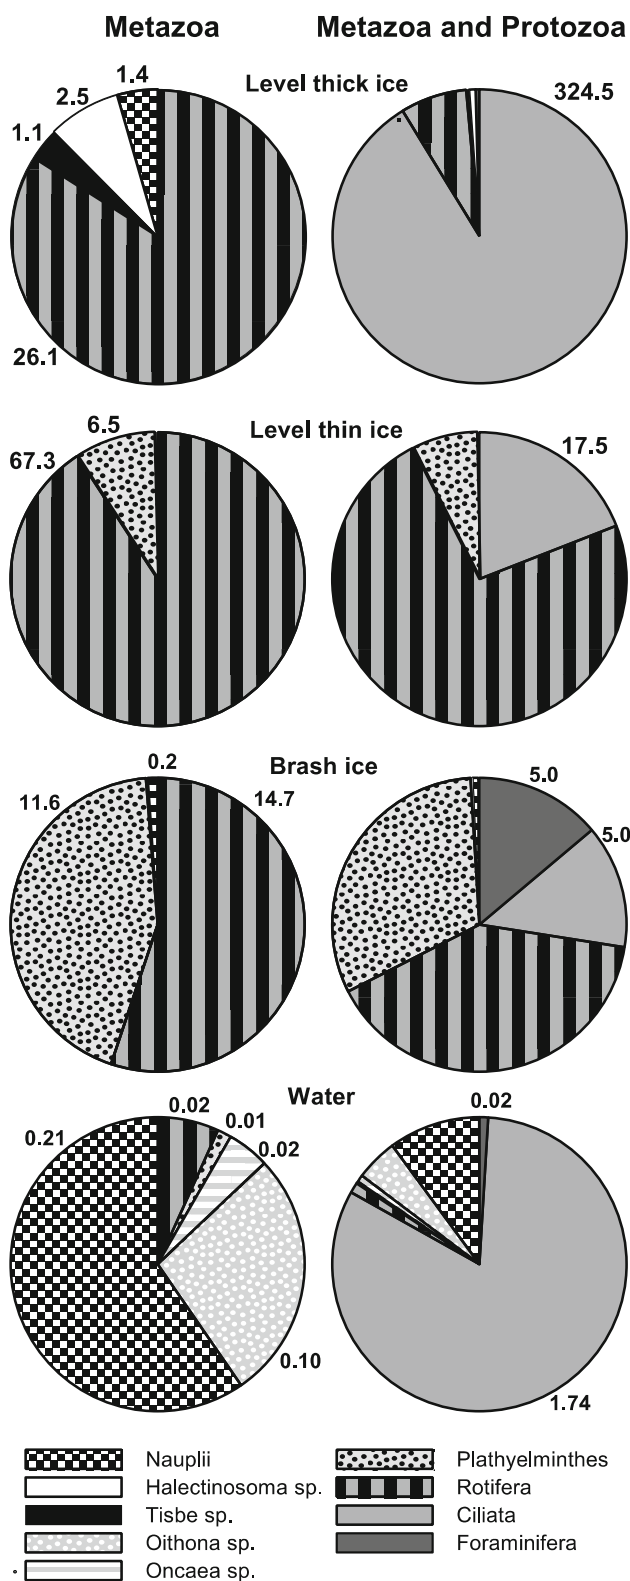 Metazoa Metazoa and Protozoa
Level thick ice
1.4
2.5
1.1
26.1
324.5
Level thin ice
6.5
67.3
17.5
Brash ice
0.2
11.6
14.7
5.0
5.0
Water
0.02
0.01
0.02
0.21
0.10
0.02
1.74
Nauplii
Halectinosoma sp.
Tisbe sp.
Oithona sp.
Oncaea sp.
Plathyelminthes
Rotifera
Ciliata
Foraminifera